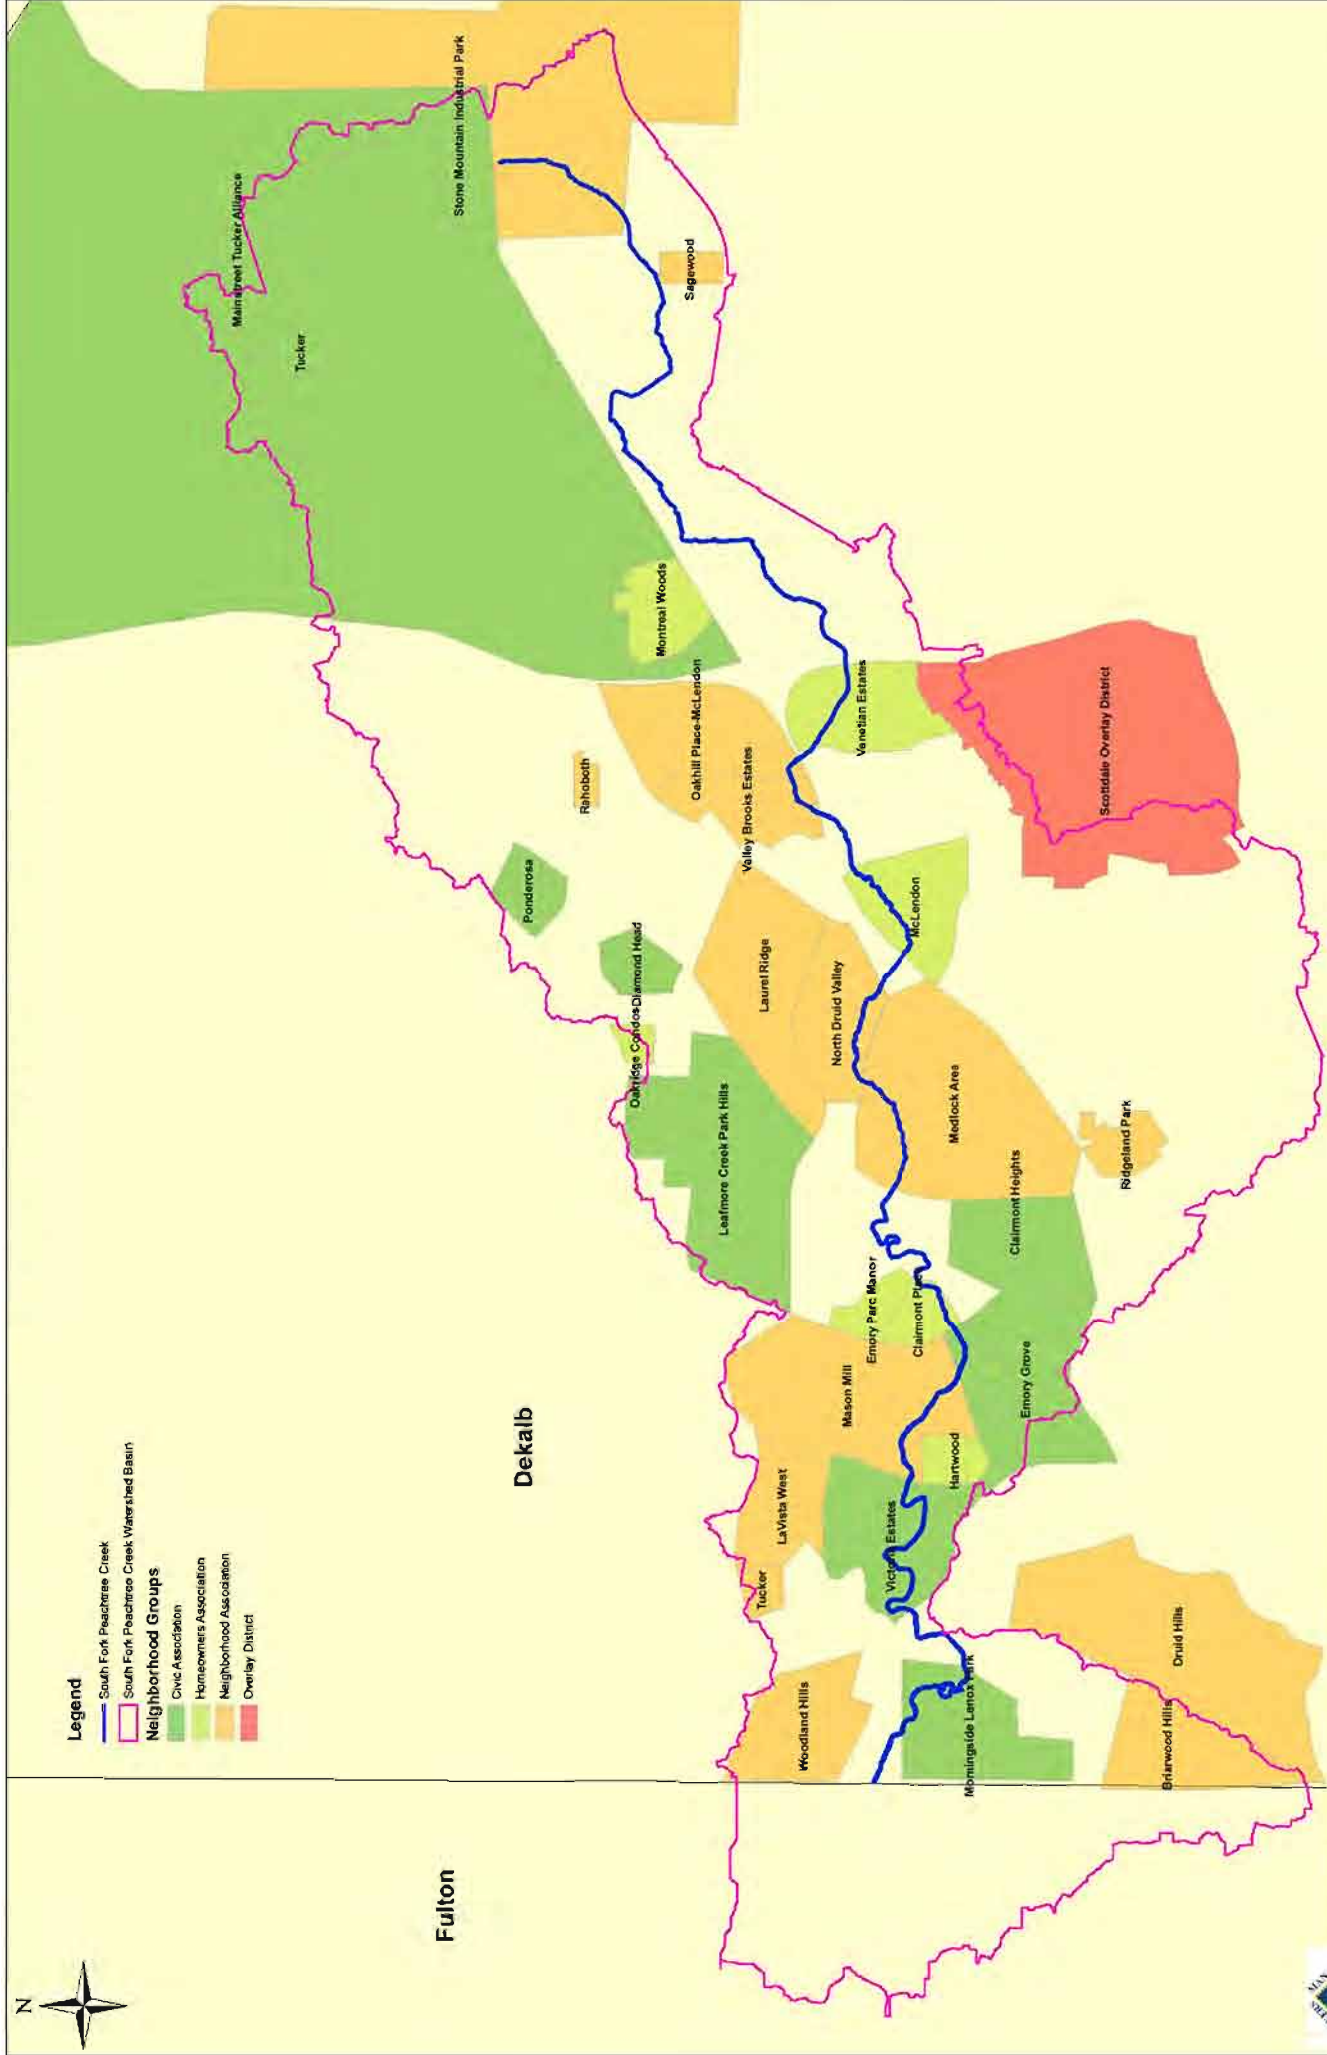 N
Legend
South Fork Peachtree Creek
South Fork Peachtree Creek Watershed Basin
Neighborhood Groups
Civic Association
Homeowners Association
Neighborhood Association
Overlay District
Fulton
Dekalb
Mainstreet Tucker Alliance
Tucker
Stone Mountain Industrial Park
Sagewood
Montreal Woods
Oakhill Place-McLendon
Rehoboth
Valley Brooks Estates
Venetian Estates
Scottdale Overlay District
Ponderosa
Diamond Head
Oakridge Condos
Laurel Ridge
North Druid Valley
McLendon
Leafmore Creek Park Hills
Medlock Area
Ridgeland Park
Clairmont Heights
Emory Parc Manor
Clairmont Place
Mason Mill
Emory Grove
Hartwood
LaVista West
Victoria Estates
Tucker
Woodland Hills
Morningside Lenox Park
Druid Hills
Briarwood Hills